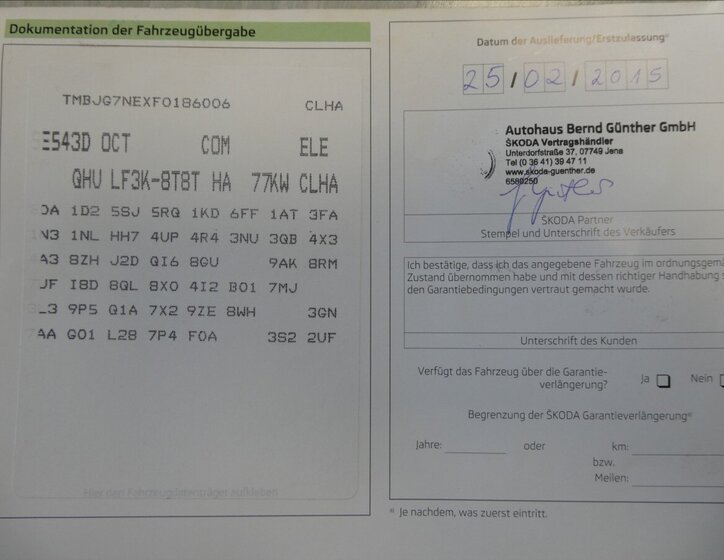 Dokumentation der Fahrzeugübergabe
TMBJG7NEXF0186006 CLHA
E543D OCT COM ELE
QHU LF3K-8T8T HA 77KW CLHA
0A 1D2 5SJ 5RQ 1KD 6FF 1AT 3FA
N3 1NL HH7 4UP 4R4 3NU 3QB 4X3
A3 8ZH J2D QI6 8GU 9AK 8RM
UF I8D 8QL 8X0 4I2 B01 7MJ
L3 9P5 Q1A 7X2 9ZE 8WH 3GN
AA G01 L28 7P4 F0A 3S2 2UF
Hier den Fahrzeugdatenträger aufkleben
Datum der Auslieferung/Erstzulassung*
25/02/2015
Autohaus Bernd Günther GmbH
ŠKODA Vertragshändler
Unterdorfstraße 37, 07749 Jena
Tel (0 36 41) 39 47 11
www.skoda-guenther.de
6580250
ŠKODA Partner
Stempel und Unterschrift des Verkäufers
Ich bestätige, dass ich das angegebene Fahrzeug im ordnungsgemä
Zustand übernommen habe und mit dessen richtiger Handhabung s
den Garantiebedingungen vertraut gemacht wurde.
Unterschrift des Kunden
Verfügt das Fahrzeug über die Garantie-
verlängerung? Ja Nein
Begrenzung der ŠKODA Garantieverlängerung*
Jahre: oder km:
bzw.
Meilen:
* Je nachdem, was zuerst eintritt.